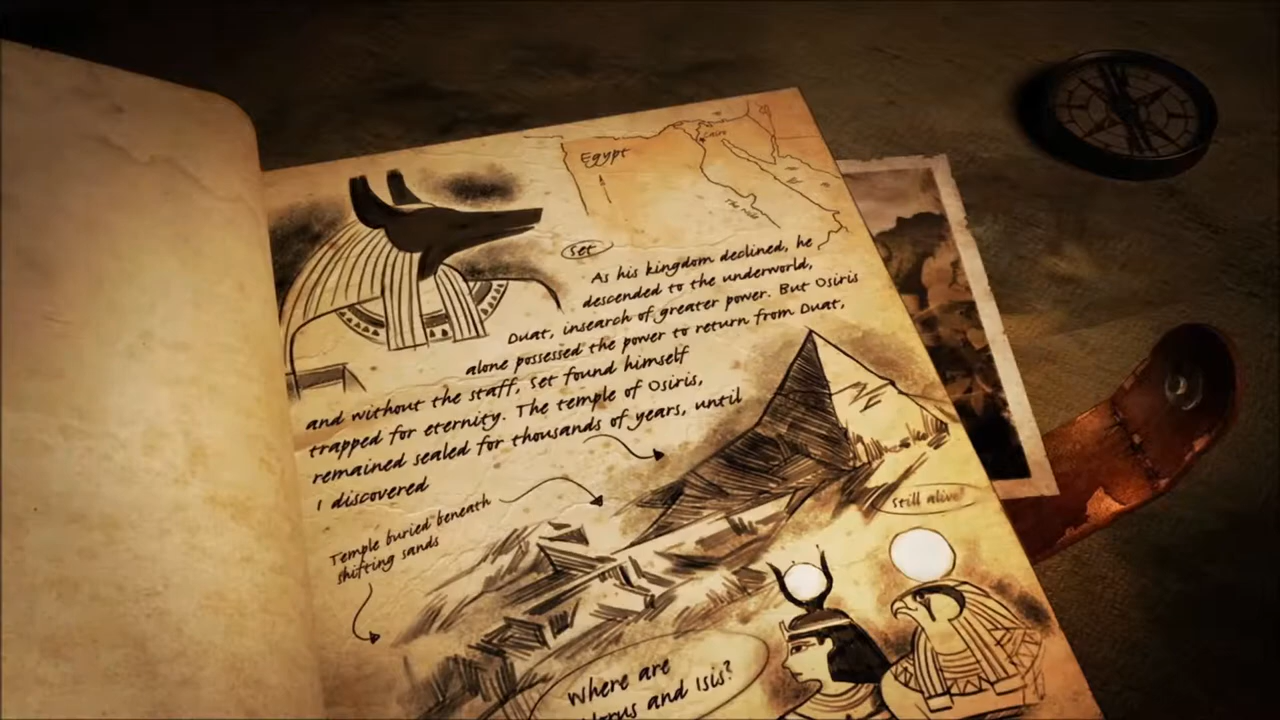 Egypt
Cairo
The Nile
Set
As his kingdom declined, he
descended to the underworld,
Duat, insearch of greater power. But Osiris
alone possessed the power to return from Duat,
and without the staff, Set found himself
trapped for eternity. The temple of Osiris,
remained sealed for thousands of years, until
I discovered
Temple buried beneath
shifting sands
Still alive?
Where are
Horus and Isis?